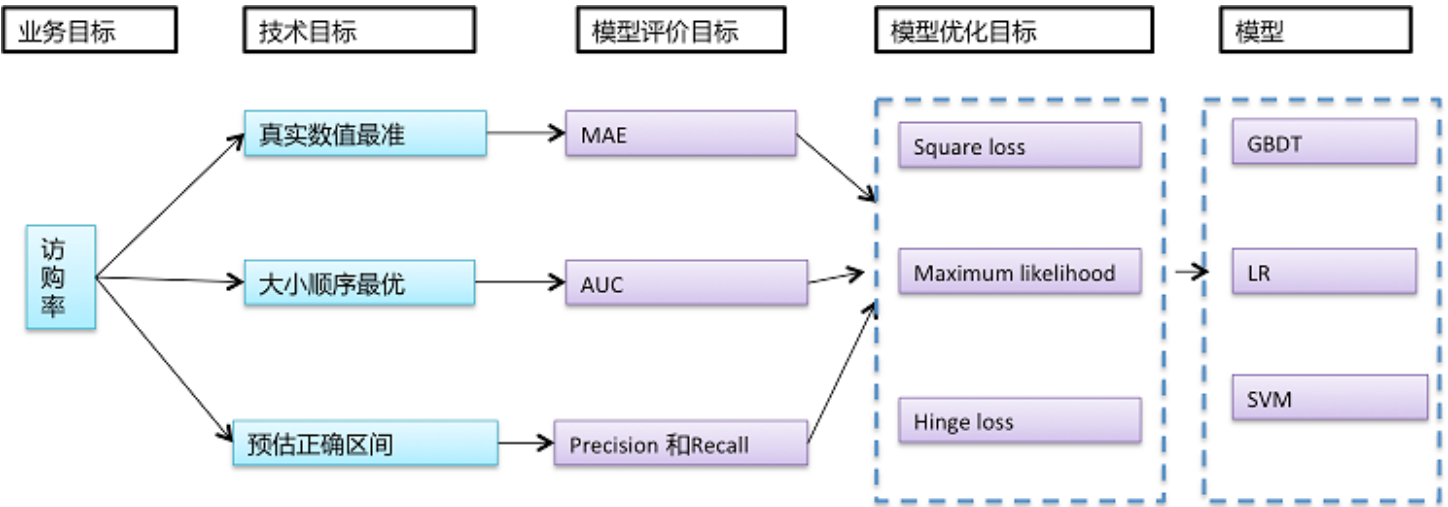 业务目标
技术目标
模型评价目标
模型优化目标
模型
真实数值最准
MAE
Square loss
GBDT
访
购
率
大小顺序最优
AUC
Maximum likelihood
LR
预估正确区间
Precision 和Recall
Hinge loss
SVM